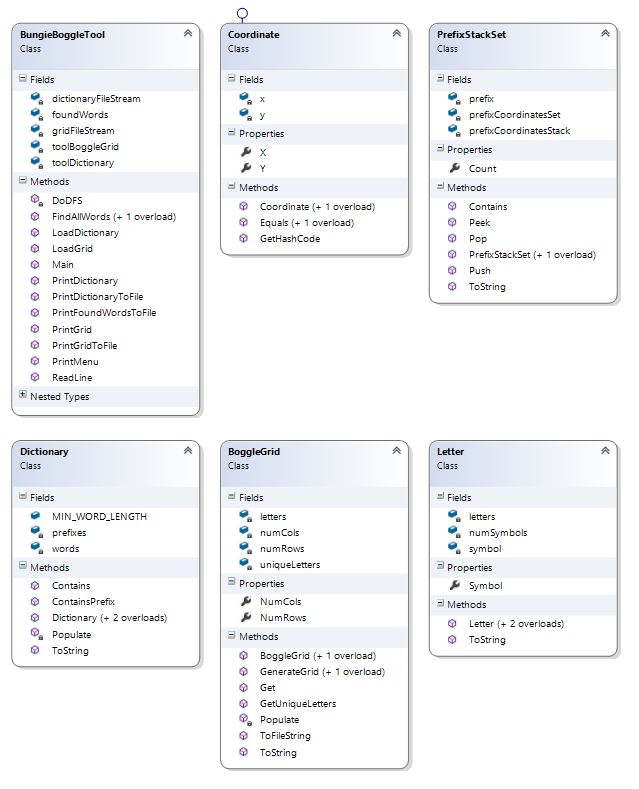 BungieBoggleTool
Class
Fields
dictionaryFileStream
foundWords
gridFileStream
toolBoggleGrid
toolDictionary
Methods
DoDFS
FindAllWords (+ 1 overload)
LoadDictionary
LoadGrid
Main
PrintDictionary
PrintDictionaryToFile
PrintFoundWordsToFile
PrintGrid
PrintGridToFile
PrintMenu
ReadLine
Nested Types
Coordinate
Class
Fields
x
y
Properties
X
Y
Methods
Coordinate (+ 1 overload)
Equals (+ 1 overload)
GetHashCode
PrefixStackSet
Class
Fields
prefix
prefixCoordinatesSet
prefixCoordinatesStack
Properties
Count
Methods
Contains
Peek
Pop
PrefixStackSet (+ 1 overload)
Push
ToString
Dictionary
Class
Fields
MIN_WORD_LENGTH
prefixes
words
Methods
Contains
ContainsPrefix
Dictionary (+ 2 overloads)
Populate
ToString
BoggleGrid
Class
Fields
letters
numCols
numRows
uniqueLetters
Properties
NumCols
NumRows
Methods
BoggleGrid (+ 1 overload)
GenerateGrid (+ 1 overload)
Get
GetUniqueLetters
Populate
ToFileString
ToString
Letter
Class
Fields
letters
numSymbols
symbol
Properties
Symbol
Methods
Letter (+ 2 overloads)
ToString